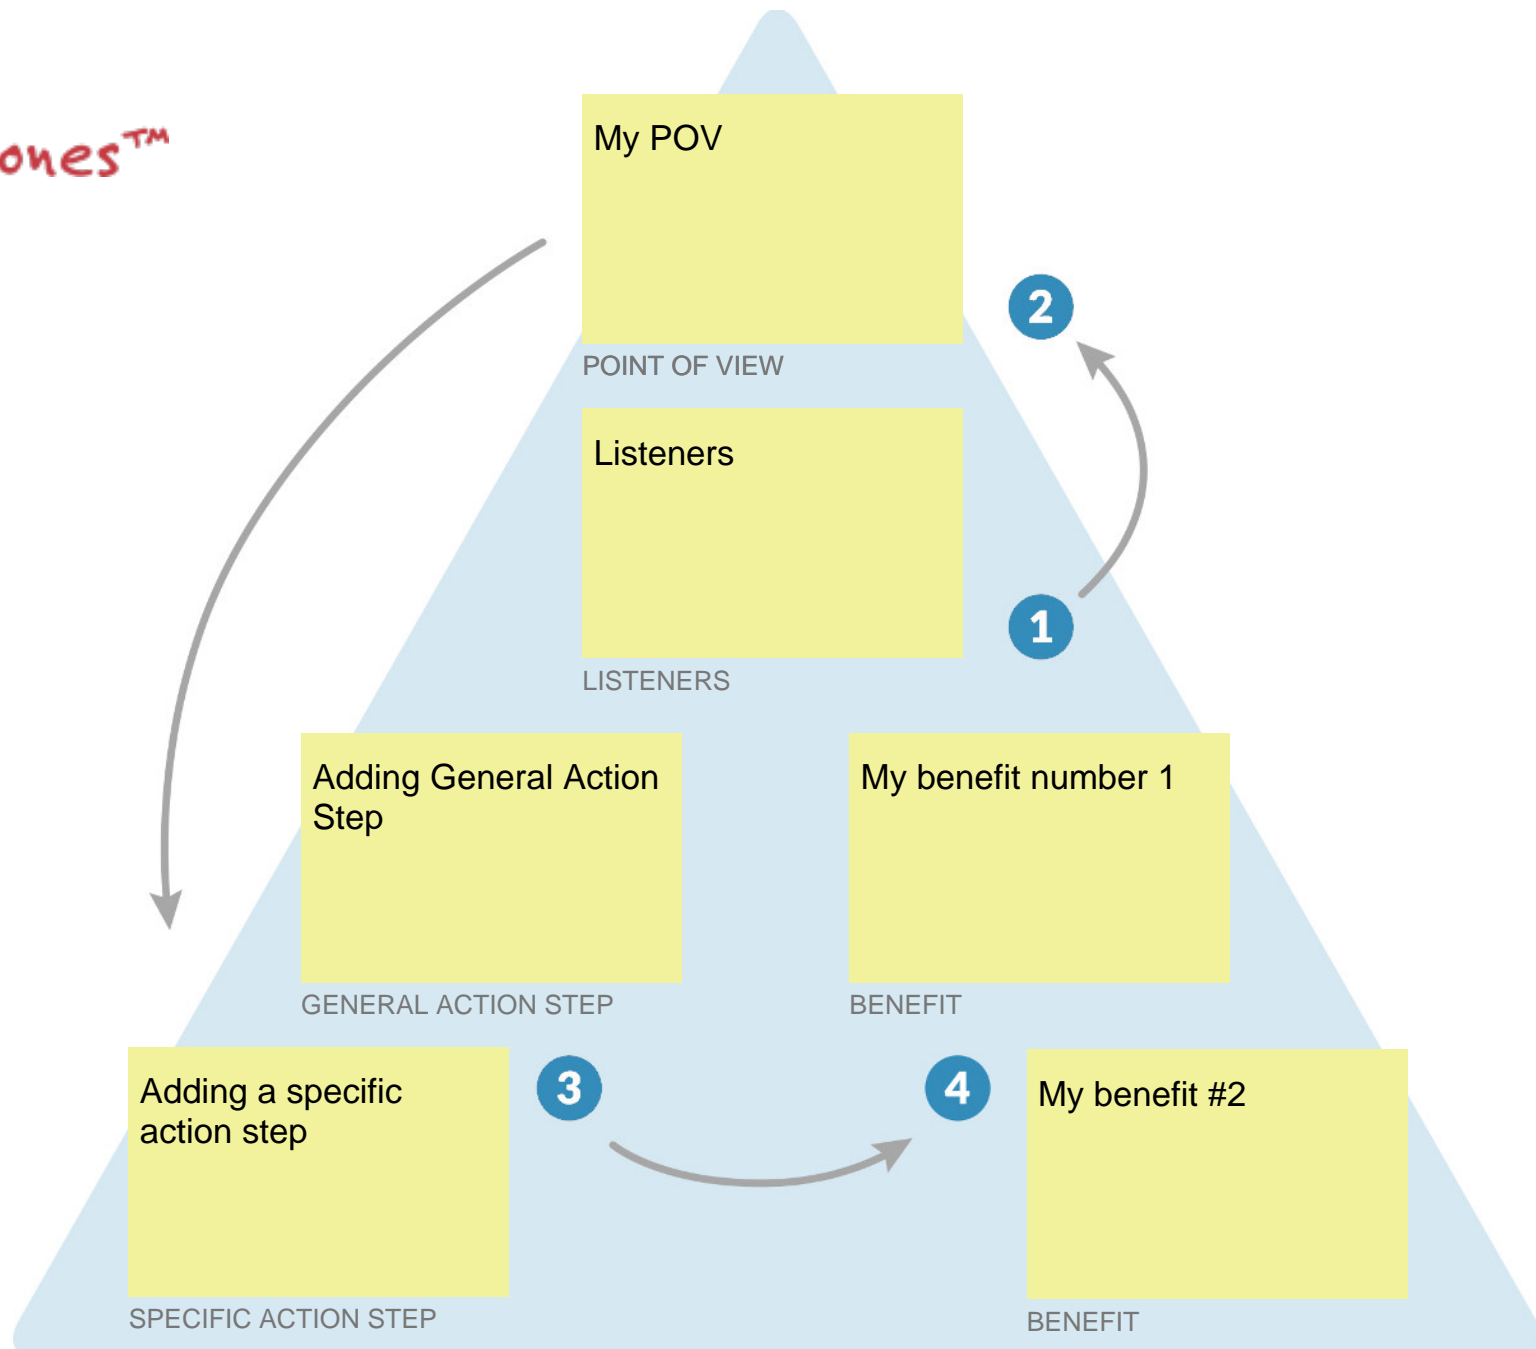 ones™
My POV
2
POINT OF VIEW
Listeners
1
LISTENERS
Adding General Action
Step
My benefit number 1
GENERAL ACTION STEP
BENEFIT
Adding a specific
action step
3
4
My benefit #2
SPECIFIC ACTION STEP
BENEFIT